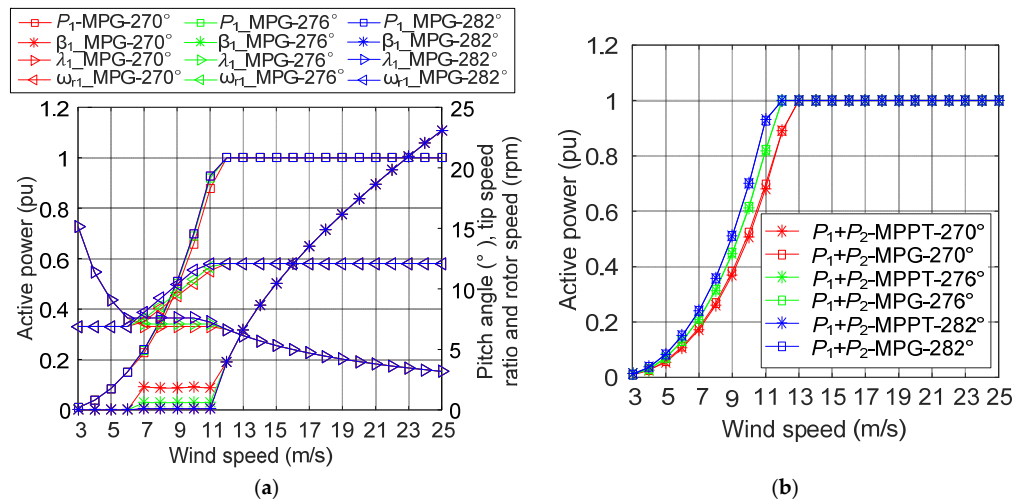 P₁-MPG-270° P₁_MPG-276° P₁_MPG-282°
β₁_MPG-270° β₁_MPG-276° β₁_MPG-282°
λ₁_MPG-270° λ₁_MPG-276° λ₁_MPG-282°
ωr1_MPG-270° ωr1_MPG-276° ωr1_MPG-282°
1.2
1
0.8
0.6
0.4
0.2
0
Active power (pu)
25
20
15
10
5
0
Pitch angle (°), tip speed
ratio and rotor speed (rpm)
3 5 7 9 11 13 15 17 19 21 23 25
Wind speed (m/s)
(a)
1.2
1
0.8
0.6
0.4
0.2
0
Active power (pu)
P₁+P₂-MPPT-270°
P₁+P₂-MPG-270°
P₁+P₂-MPPT-276°
P₁+P₂-MPG-276°
P₁+P₂-MPPT-282°
P₁+P₂-MPG-282°
3 5 7 9 11 13 15 17 19 21 23 25
Wind speed (m/s)
(b)